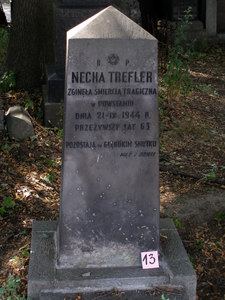 Ś P
NECHA TREFLER
ZGINĘŁA ŚMIERCIĄ TRAGICZNĄ
W POWSTANIU
DNIA 21-IX-1944 R.
PRZEŻYWSZY LAT 63
POZOSTAJĄ W GŁĘBOKIM SMUTKU
13